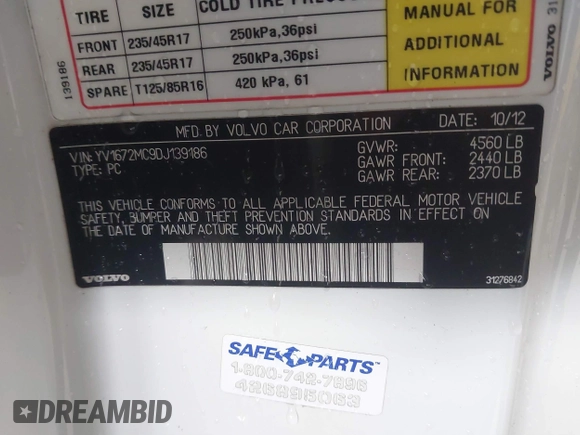 COLD TIRE PRESSURE
TIRE SIZE
FRONT 235/45R17 250kPa,36psi
REAR 235/45R17 250kPa,36psi
SPARE T125/85R16 420 kPa, 61
139186
MANUAL FOR
ADDITIONAL
INFORMATION
VOLVO 31
MFD.BY VOLVO CAR CORPORATION DATE: 10/12
VIN: YV1672MC9DJ139186 GVWR: 4560 LB
TYPE: PC GAWR FRONT: 2440 LB
GAWR REAR: 2370 LB
THIS VEHICLE CONFORMS TO ALL APPLICABLE FEDERAL MOTOR VEHICLE
SAFETY, BUMPER AND THEFT PREVENTION STANDARDS IN EFFECT ON
THE DATE OF MANUFACTURE SHOWN ABOVE.
VOLVO 31276842
SAFE PARTS
1-800-742-7896
426895063
DREAMBID